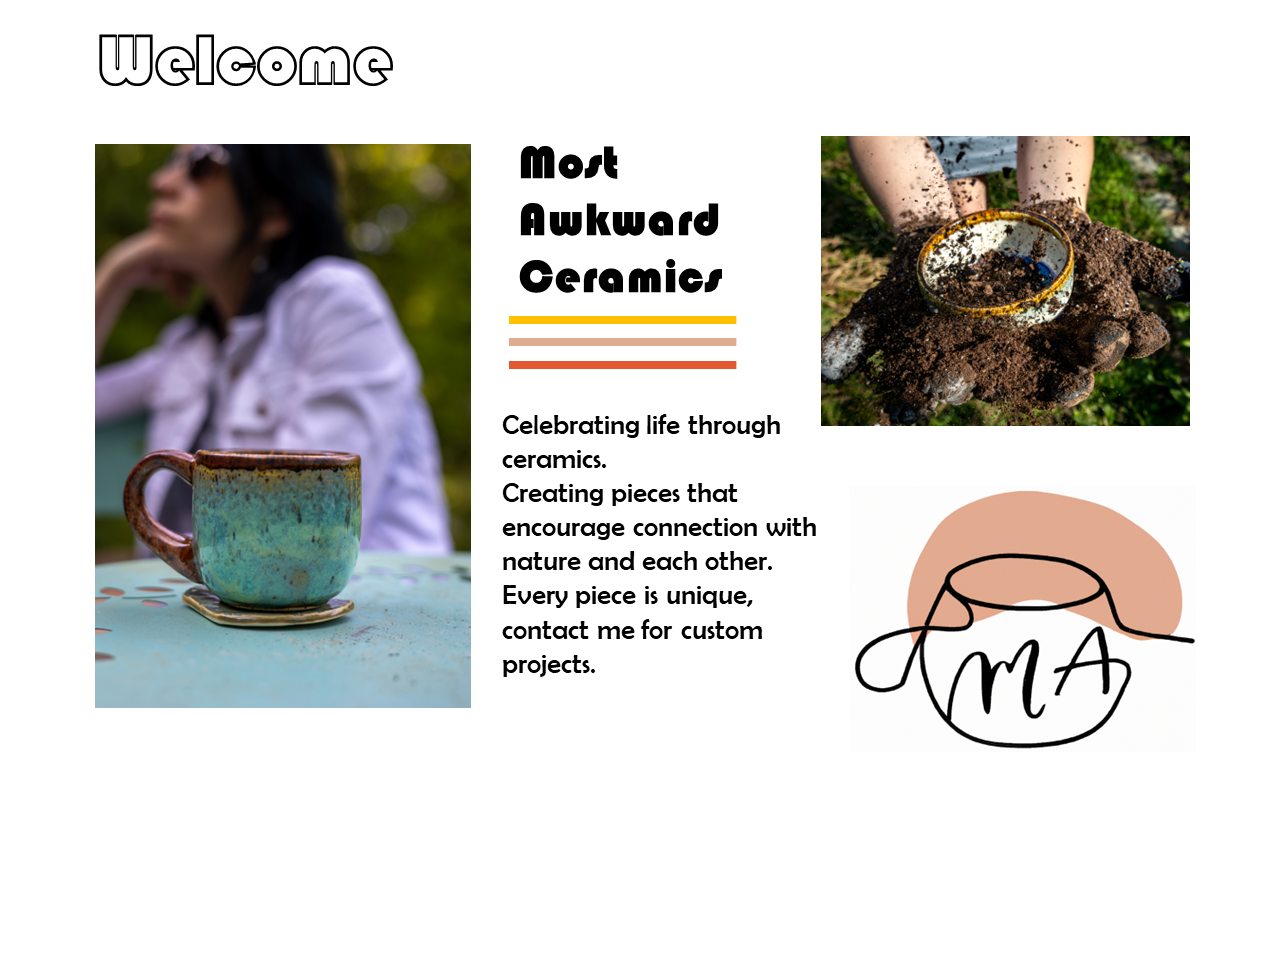 Welcome
Most
Awkward
Ceramics
Celebrating life through
ceramics.
Creating pieces that
encourage connection with
nature and each other.
Every piece is unique,
contact me for custom
projects.
MA